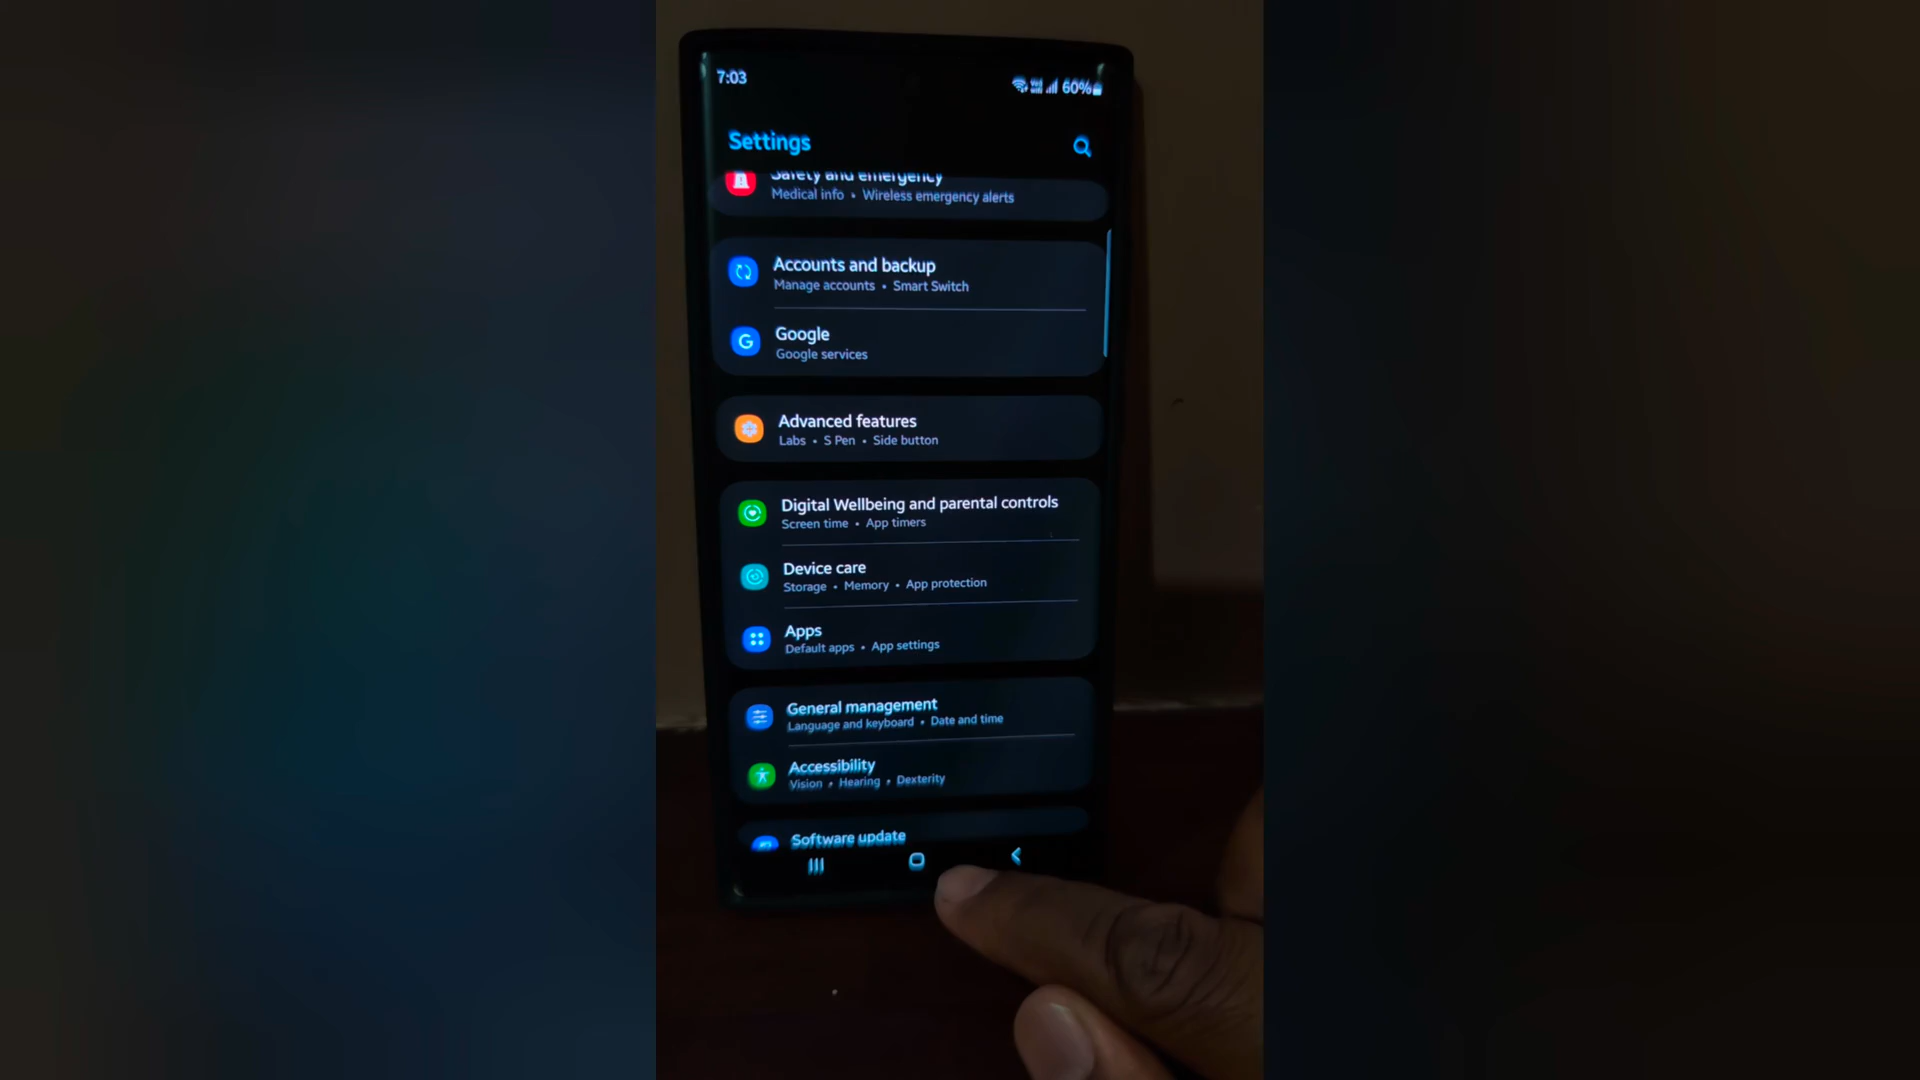 7:03
60%
Settings
Safety and emergency
Medical info • Wireless emergency alerts
Accounts and backup
Manage accounts • Smart Switch
G
Google
Google services
Advanced features
Labs • S Pen • Side button
Digital Wellbeing and parental controls
Screen time • App timers
Device care
Storage • Memory • App protection
Apps
Default apps • App settings
General management
Language and keyboard • Date and time
Accessibility
Vision • Hearing • Dexterity
Software update